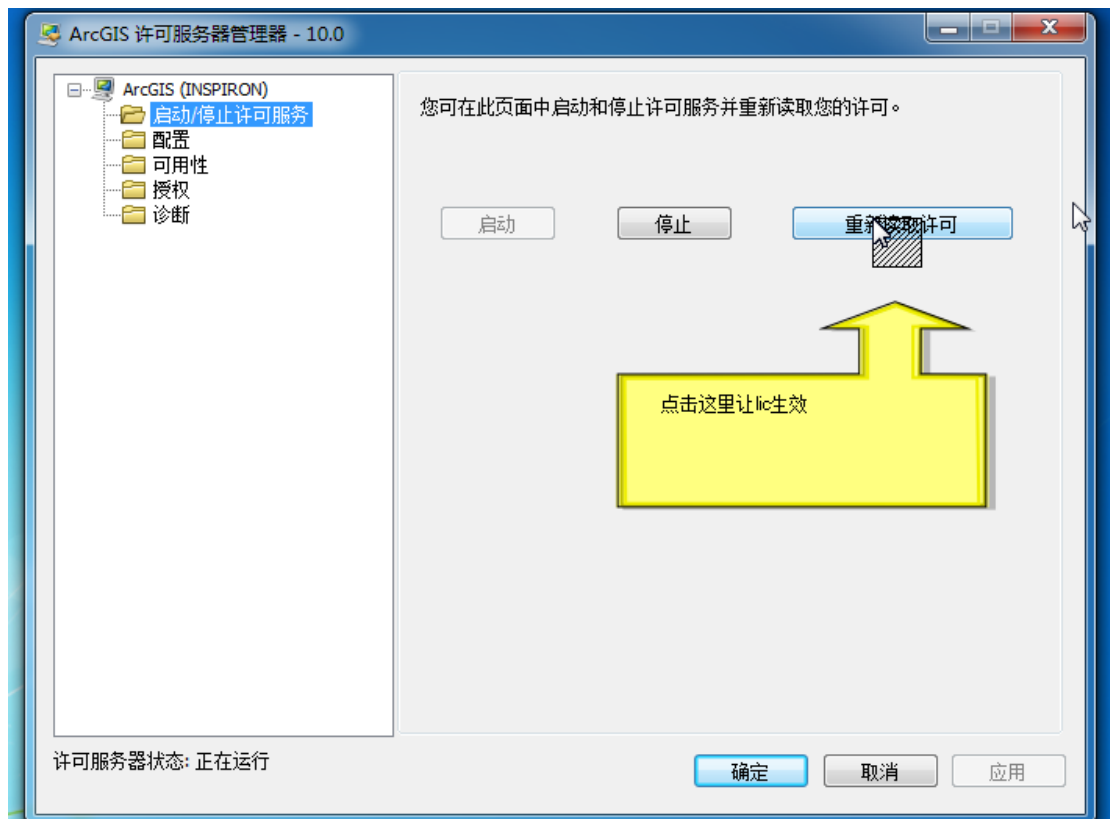 ArcGIS 许可服务器管理器 - 10.0
ArcGIS (INSPIRON)
启动/停止许可服务
配置
可用性
授权
诊断
您可在此页面中启动和停止许可服务并重新读取您的许可。
启动
停止
重新读取许可
点击这里让lic生效
许可服务器状态: 正在运行
确定
取消
应用